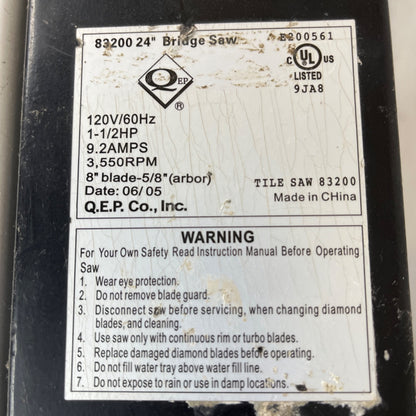 83200 24" Bridge Saw
E200561
QEP
®
C UL US
LISTED
9JA8
120V/60Hz
1-1/2HP
9.2AMPS
3,550RPM
8" blade-5/8"(arbor)
Date: 06/05
Q.E.P. Co., Inc.
TILE SAW 83200
Made in CHina
WARNING
For Your Own Safety Read Instruction Manual Before Operating
Saw
1. Wear eye protection.
2. Do not remove blade guard.
3. Disconnect saw before servicing, when changing diamond
blades, and cleaning.
4. Use saw only with continuous rim or turbo blades.
5. Replace damaged diamond blades before operating.
6. Do not fill water tray above water fill line.
7. Do not expose to rain or use in damp locations.